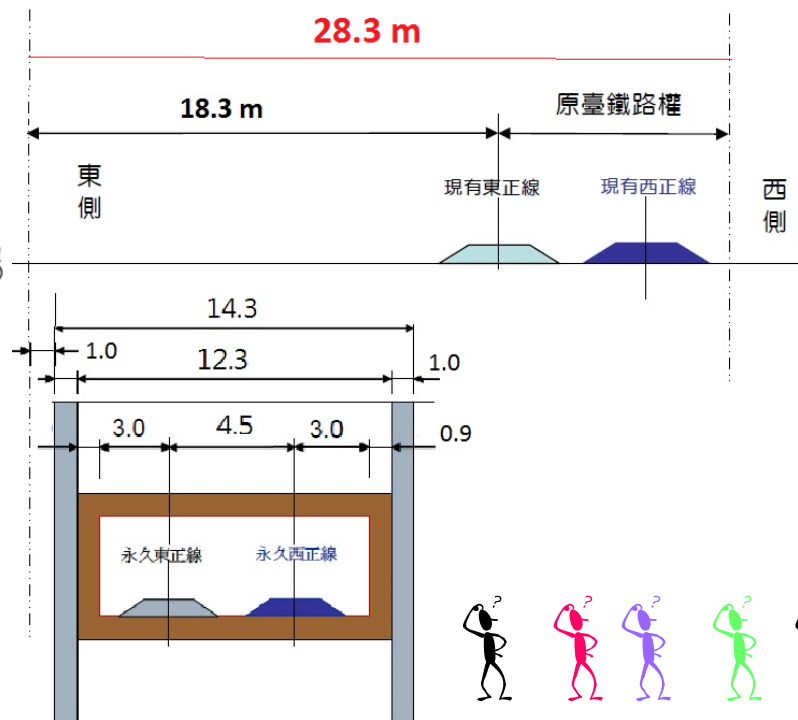 28.3 m
18.3 m
原臺鐵路權
東側
現有東正線
現有西正線
西側
14.3
1.0
12.3
1.0
3.0
4.5
3.0
0.9
永久東正線
永久西正線
?
?
?
?